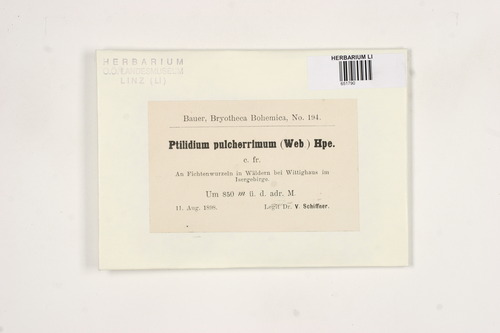 HERBARIUM
O.Ö. LANDESMUSEUM
LINZ (LI)
HERBARIUM LI
Bauer, Bryotheca Bohemica, No. 194.
Ptilidium pulcherrimum (Web.) Hpe.
c. fr.
An Fichtenwurzeln in Wäldern bei Wittighaus im
Isergebirge.
Um 850 m ü. d. adr. M.
11. Aug. 1898. Legit Dr. V. Schiffner.